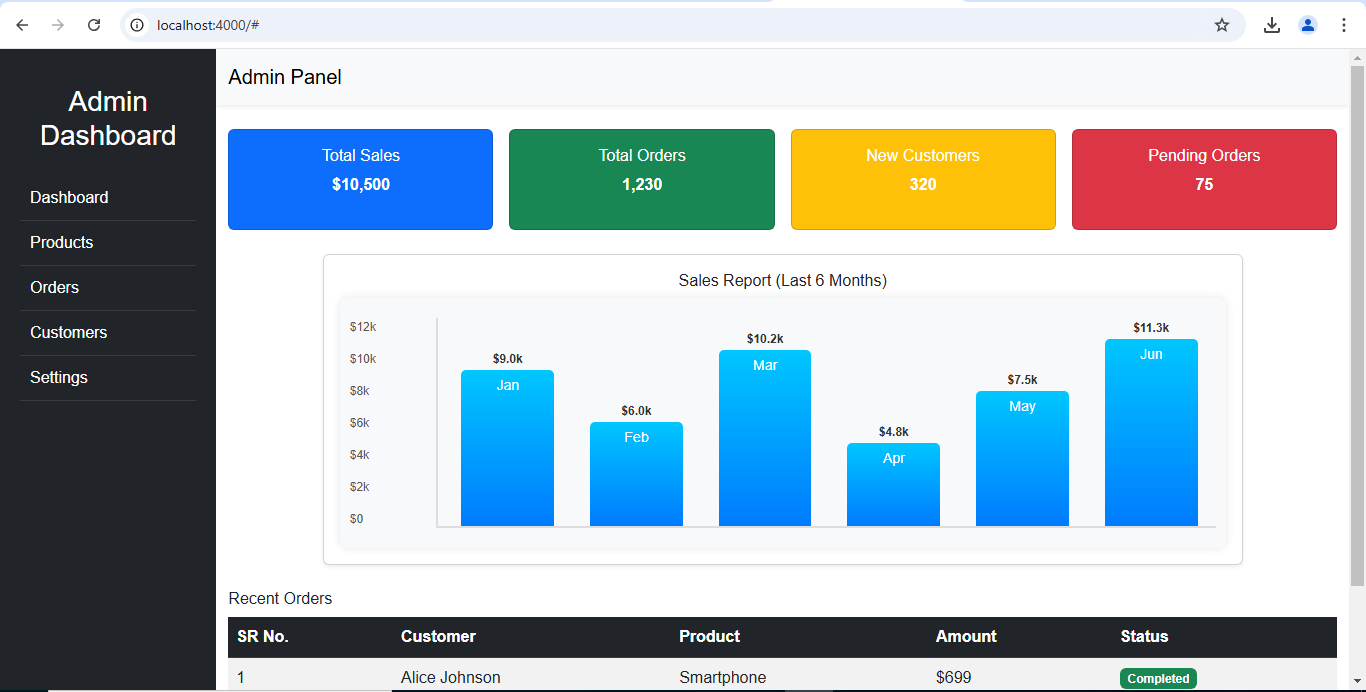 localhost:4000/#
Admin
Dashboard
Dashboard
Products
Orders
Customers
Settings
Admin Panel
Total Sales
$10,500
Total Orders
1,230
New Customers
320
Pending Orders
75
Sales Report (Last 6 Months)
$12k
$10k
$8k
$6k
$4k
$2k
$0
$9.0k
Jan
$6.0k
Feb
$10.2k
Mar
$4.8k
Apr
$7.5k
May
$11.3k
Jun
Recent Orders
SR No. Customer Product Amount Status
1 Alice Johnson Smartphone $699 Completed